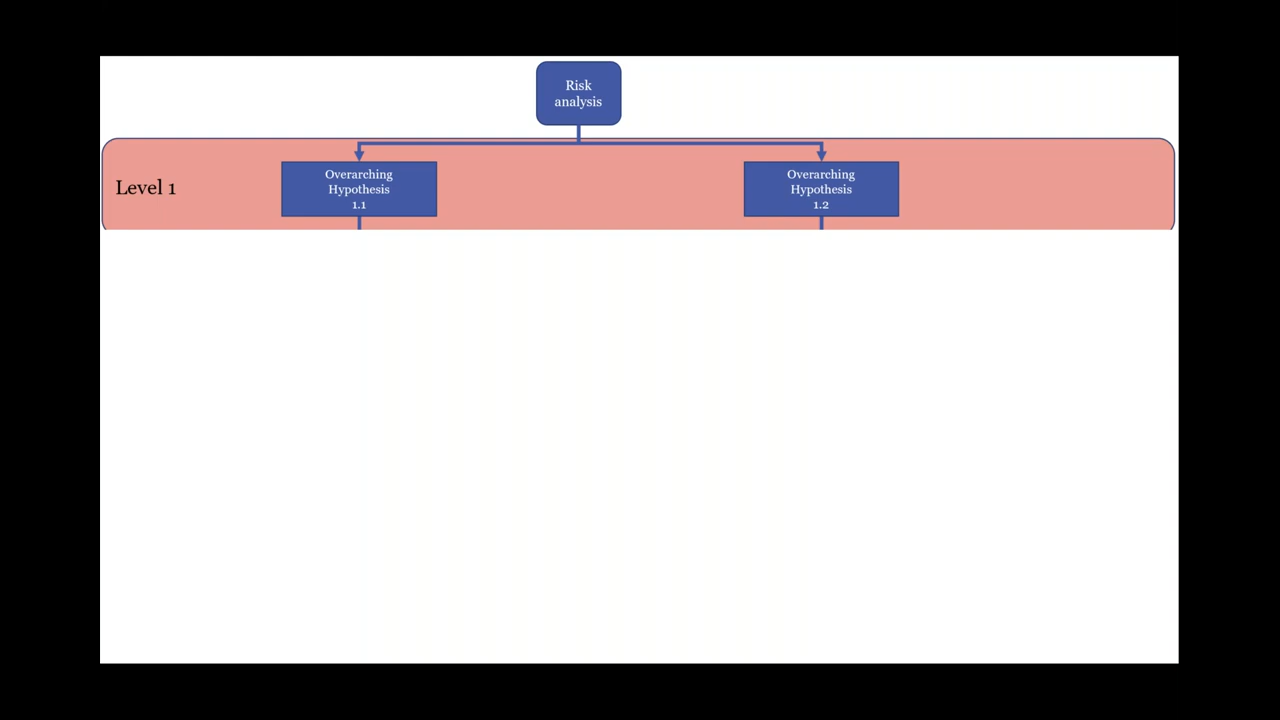 Risk
analysis
Level 1
Overarching
Hypothesis
1.1
Overarching
Hypothesis
1.2